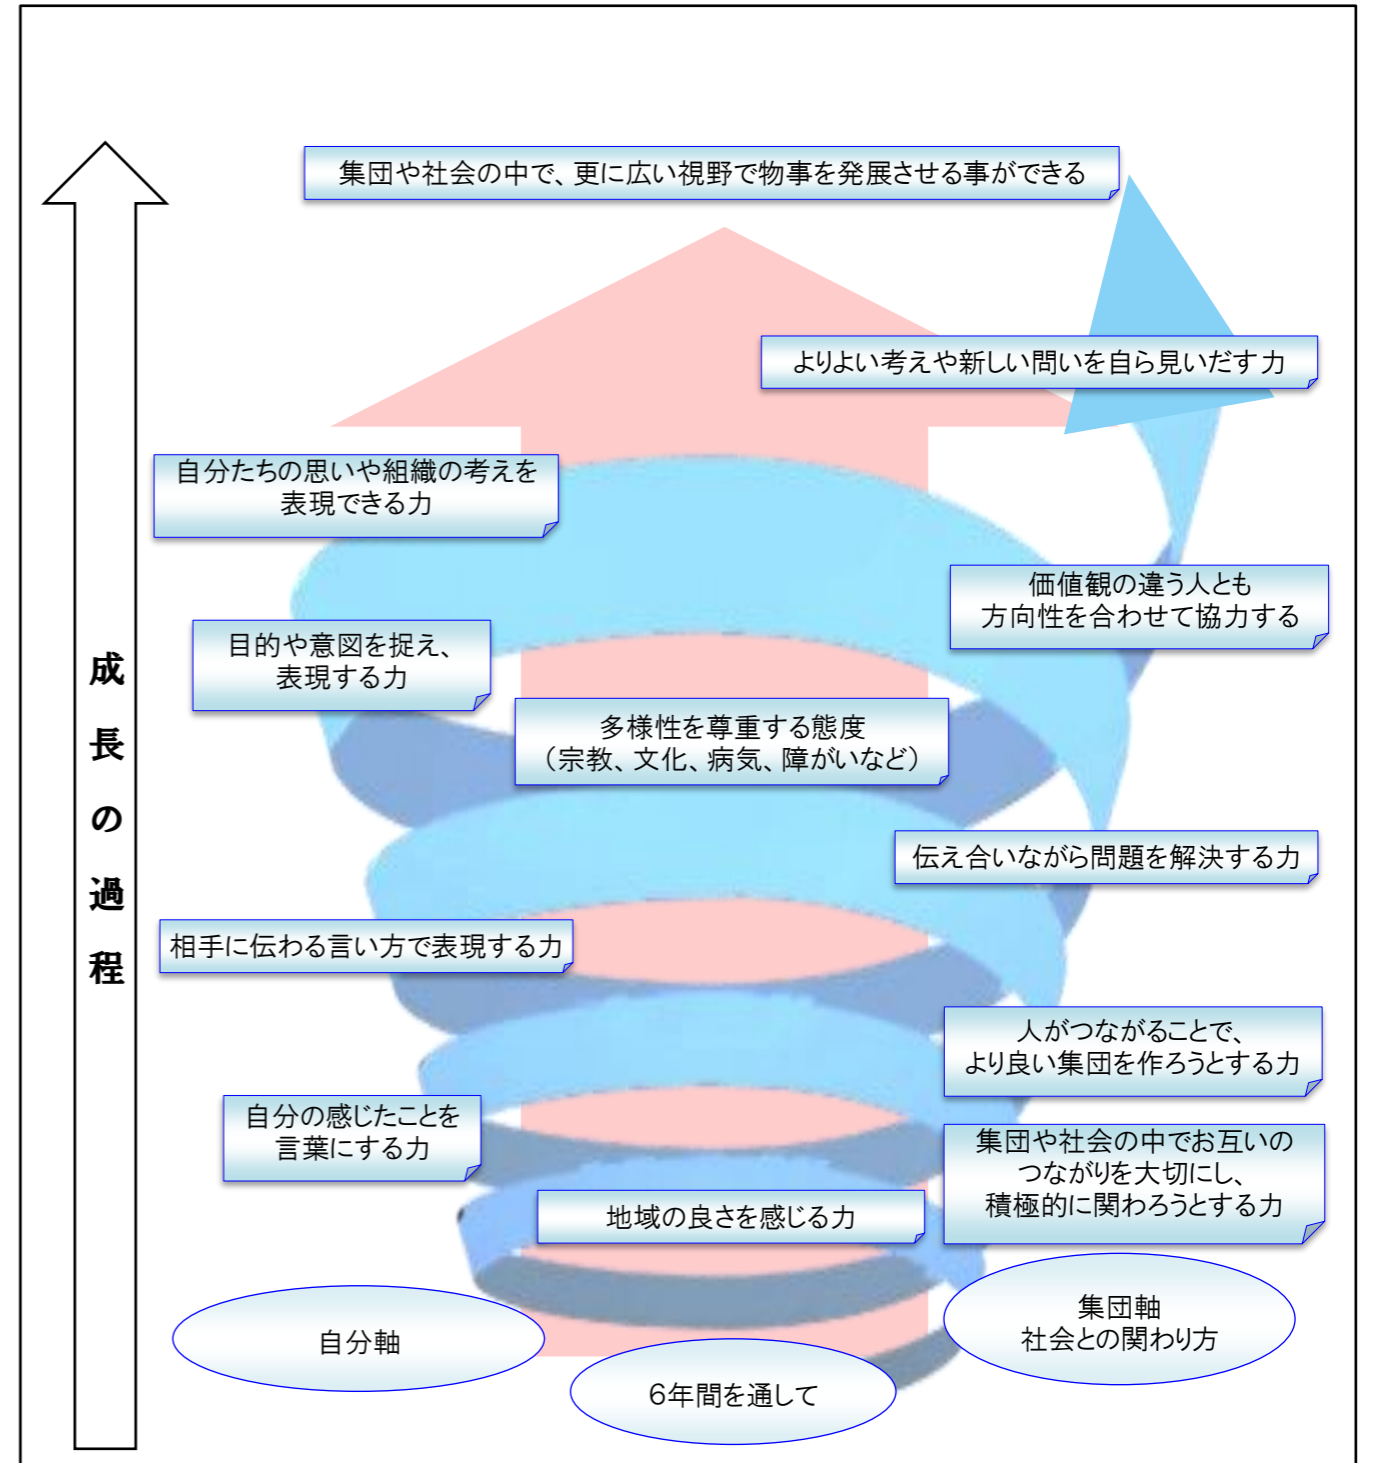 集団や社会の中で、更に広い視野で物事を発展させる事ができる
よりよい考えや新しい問いを自ら見いだす力
自分たちの思いや組織の考えを
表現できる力
価値観の違う人とも
方向性を合わせて協力する
目的や意図を捉え、
表現する力
多様性を尊重する態度
（宗教、文化、病気、障がいなど）
成長の過程
伝え合いながら問題を解決する力
相手に伝わる言い方で表現する力
人がつながることで、
より良い集団を作ろうとする力
自分の感じたことを
言葉にする力
集団や社会の中でお互いの
つながりを大切にし、
積極的に関わろうとする力
地域の良さを感じる力
自分軸
集団軸
社会との関わり方
６年間を通して